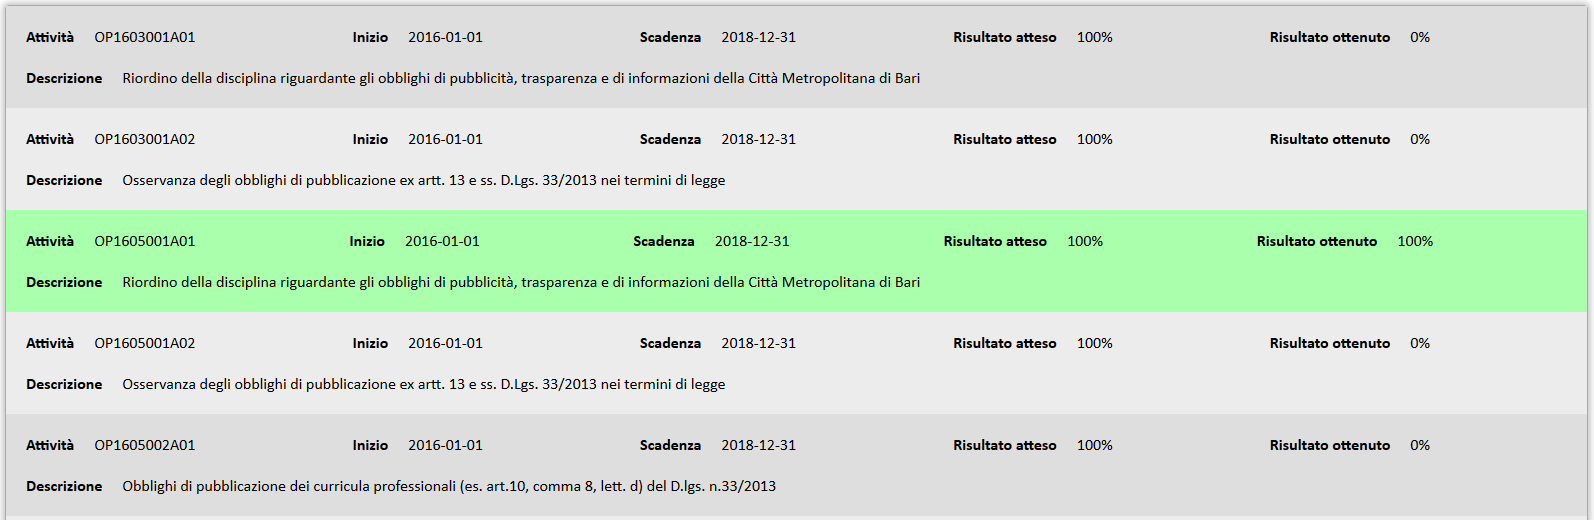 Attività OP1603001A01 Inizio 2016-01-01 Scadenza 2018-12-31 Risultato atteso 100% Risultato ottenuto 0%
Descrizione Riordino della disciplina riguardante gli obblighi di pubblicità, trasparenza e di informazioni della Città Metropolitana di Bari
Attività OP1603001A02 Inizio 2016-01-01 Scadenza 2018-12-31 Risultato atteso 100% Risultato ottenuto 0%
Descrizione Osservanza degli obblighi di pubblicazione ex artt. 13 e ss. D.Lgs. 33/2013 nei termini di legge
Attività OP1605001A01 Inizio 2016-01-01 Scadenza 2018-12-31 Risultato atteso 100% Risultato ottenuto 100%
Descrizione Riordino della disciplina riguardante gli obblighi di pubblicità, trasparenza e di informazioni della Città Metropolitana di Bari
Attività OP1605001A02 Inizio 2016-01-01 Scadenza 2018-12-31 Risultato atteso 100% Risultato ottenuto 0%
Descrizione Osservanza degli obblighi di pubblicazione ex artt. 13 e ss. D.Lgs. 33/2013 nei termini di legge
Attività OP1605002A01 Inizio 2016-01-01 Scadenza 2018-12-31 Risultato atteso 100% Risultato ottenuto 0%
Descrizione Obblighi di pubblicazione dei curricula professionali (es. art.10, comma 8, lett. d) del D.lgs. n.33/2013